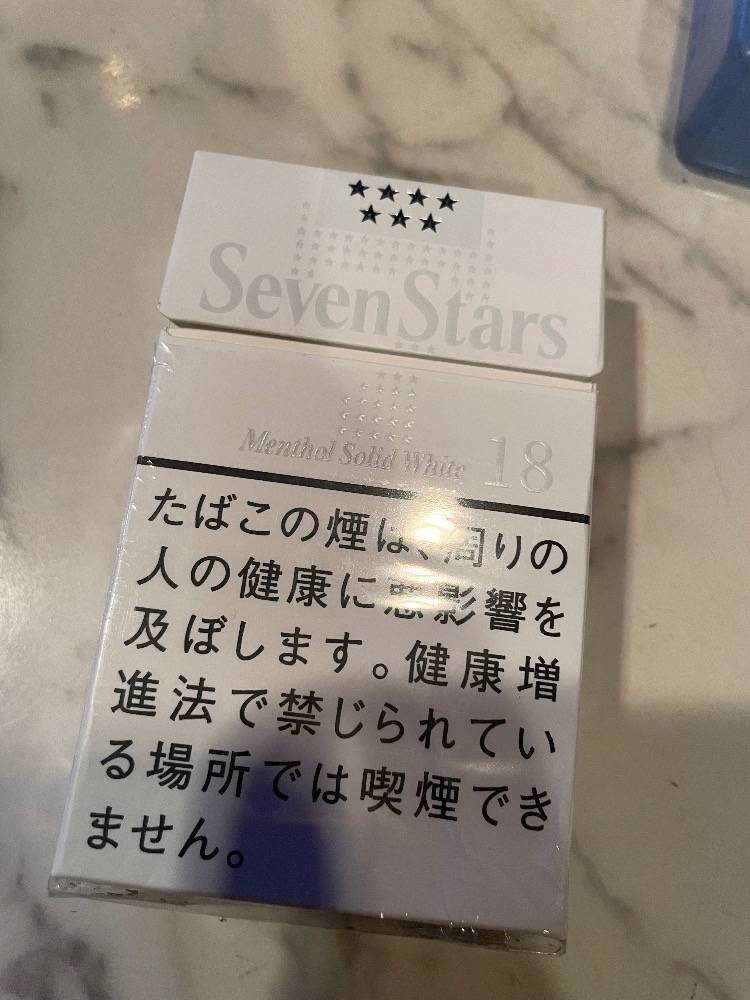 SevenStars
Menthol Solid White 18
たばこの煙は、周りの
人の健康に悪影響を
及ぼします。健康増
進法で禁じられてい
る場所では喫煙でき
ません。